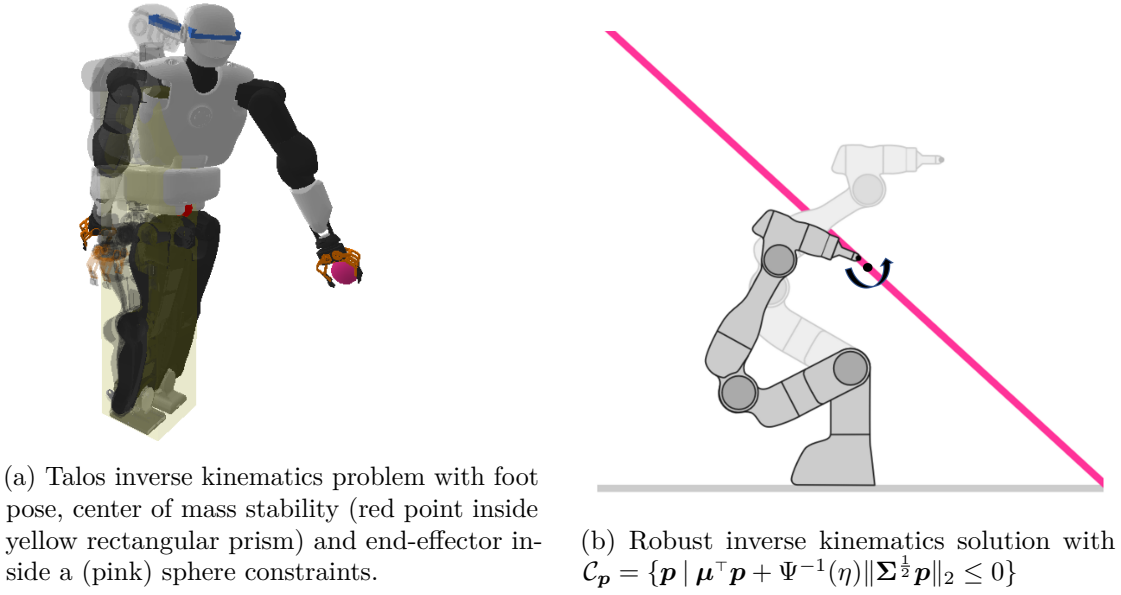 (a) Talos inverse kinematics problem with foot
pose, center of mass stability (red point inside
yellow rectangular prism) and end-effector in-
side a (pink) sphere constraints.
(b) Robust inverse kinematics solution with
𝒞_𝒑 = {𝒑 | 𝝁^⊤𝒑 + Ψ^{-1}(η)‖𝚺^{1/2}𝒑‖_2 ≤ 0}